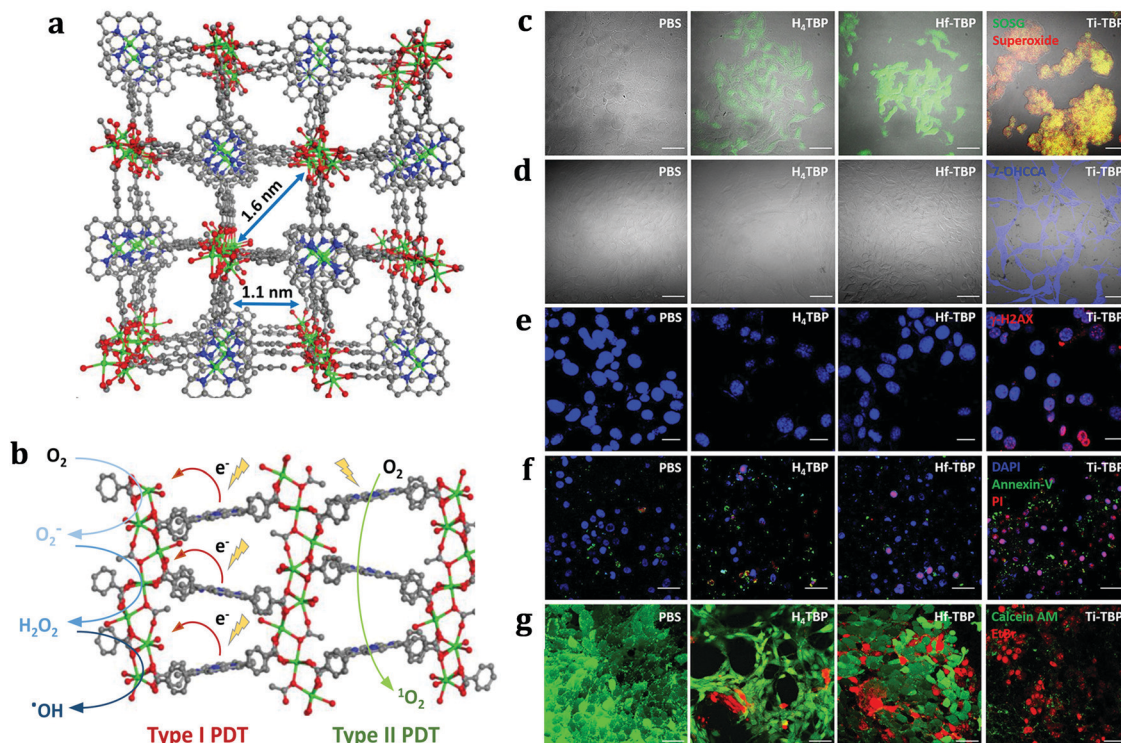 a
1.6 nm
1.1 nm
b
O₂
e⁻
O₂
O₂⁻
e⁻
H₂O₂
e⁻
•OH
¹O₂
Type I PDT
Type II PDT
c
PBS
H₄TBP
Hf-TBP
SOSG
Superoxide
Ti-TBP
d
PBS
H₄TBP
Hf-TBP
7-DHCCA
Ti-TBP
e
PBS
H₄TBP
Hf-TBP
γ-H2AX
Ti-TBP
f
PBS
H₄TBP
Hf-TBP
DAPI
Annexin-V
PI
Ti-TBP
g
PBS
H₄TBP
Hf-TBP
Calcein AM
EtBr
Ti-TBP